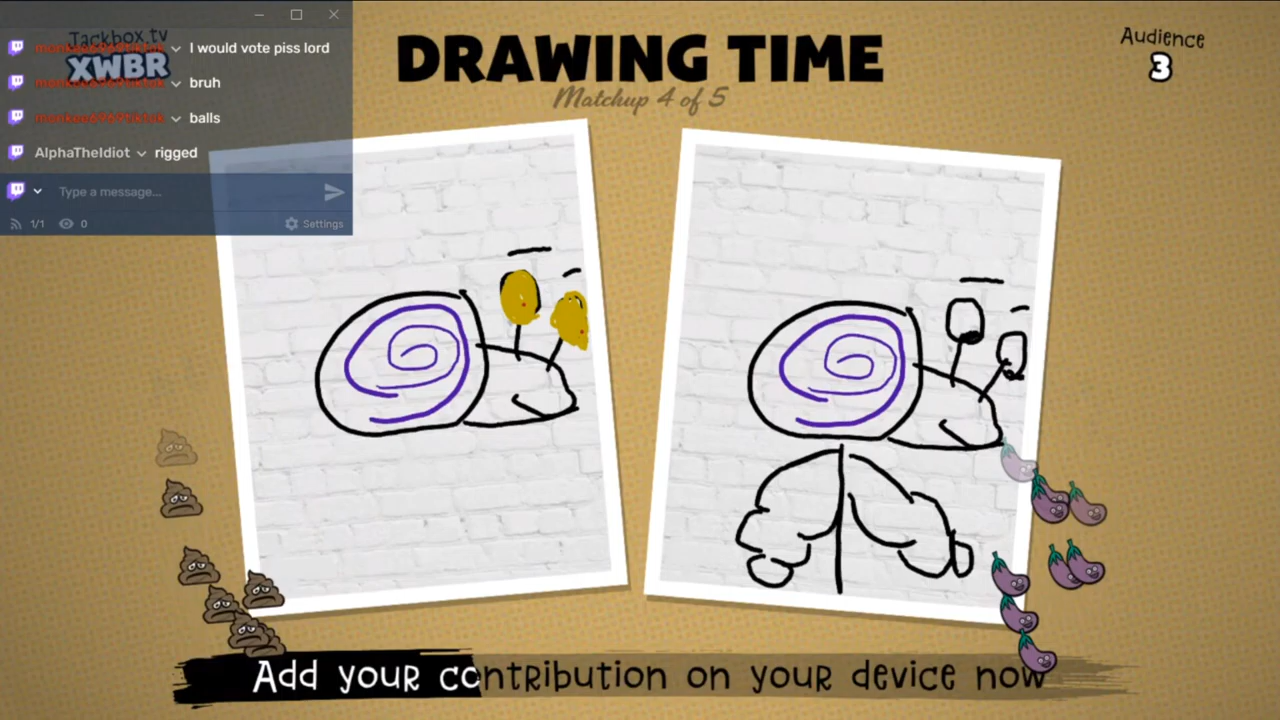 Jackbox.tv
XWBR
I would vote piss lord
bruh
balls
AlphaTheIdiot rigged
Type a message...
1/1 0 Settings
DRAWING TIME
Matchup 4 of 5
Audience
3
Add your contribution on your device now